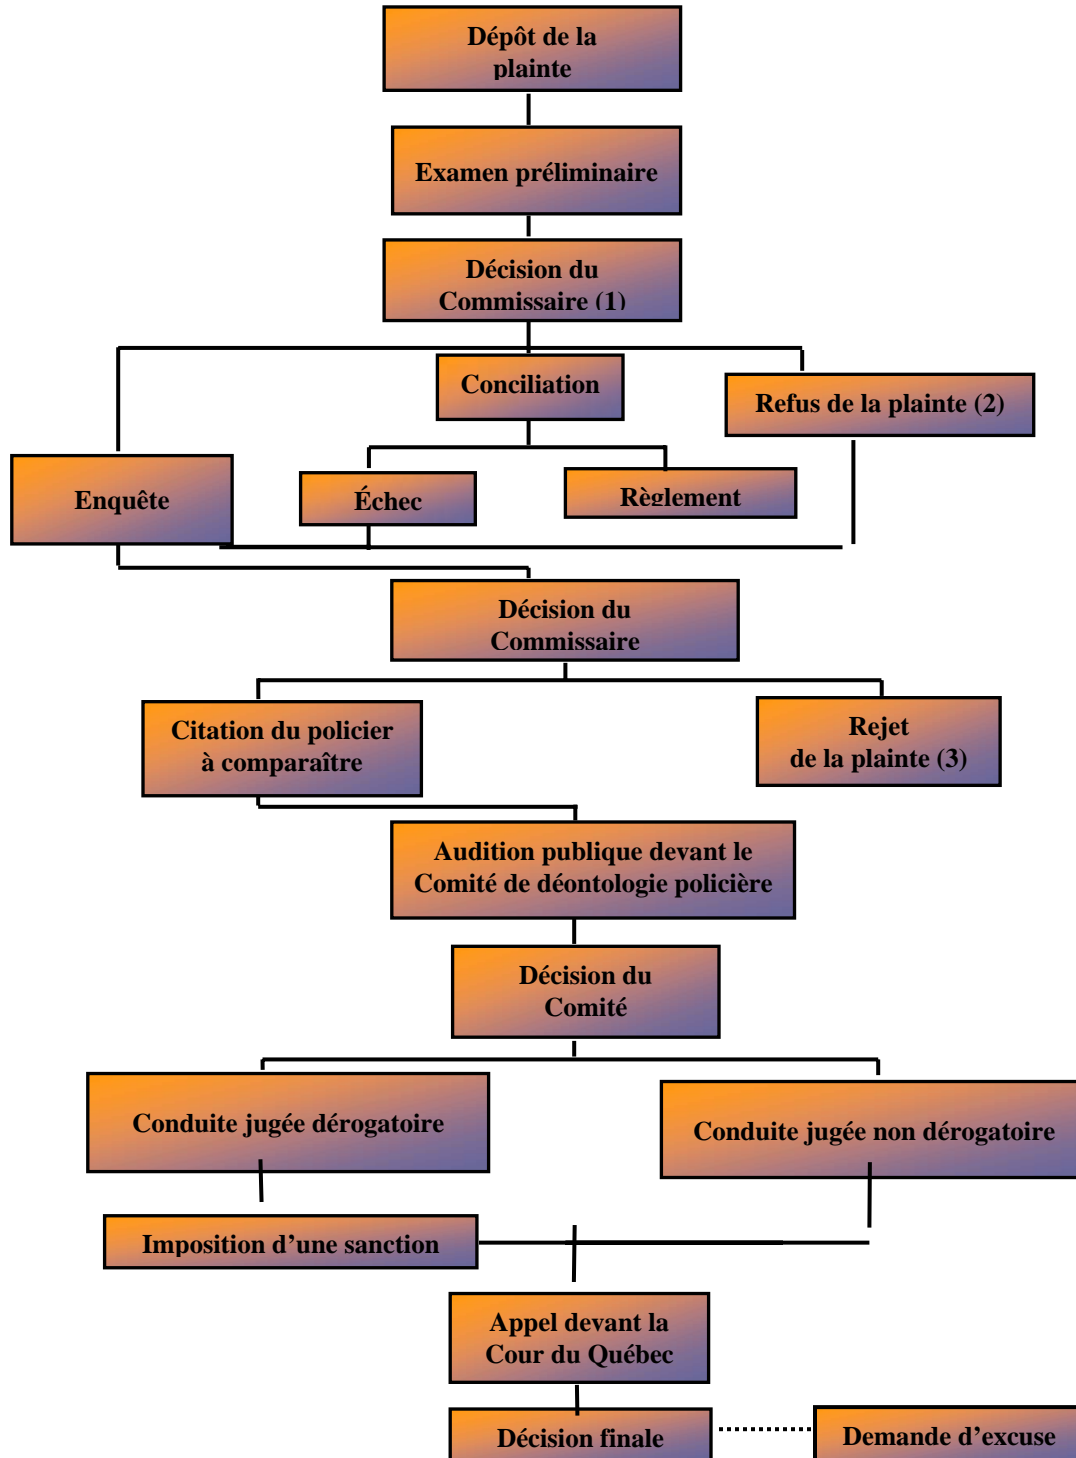 Dépôt de la
plainte
Examen préliminaire
Décision du
Commissaire (1)
Conciliation
Refus de la plainte (2)
Enquête
Échec
Règlement
Décision du
Commissaire
Citation du policier
à comparaître
Rejet
de la plainte (3)
Audition publique devant le
Comité de déontologie policière
Décision du
Comité
Conduite jugée dérogatoire
Conduite jugée non dérogatoire
Imposition d’une sanction
Appel devant la
Cour du Québec
Décision finale
Demande d’excuse